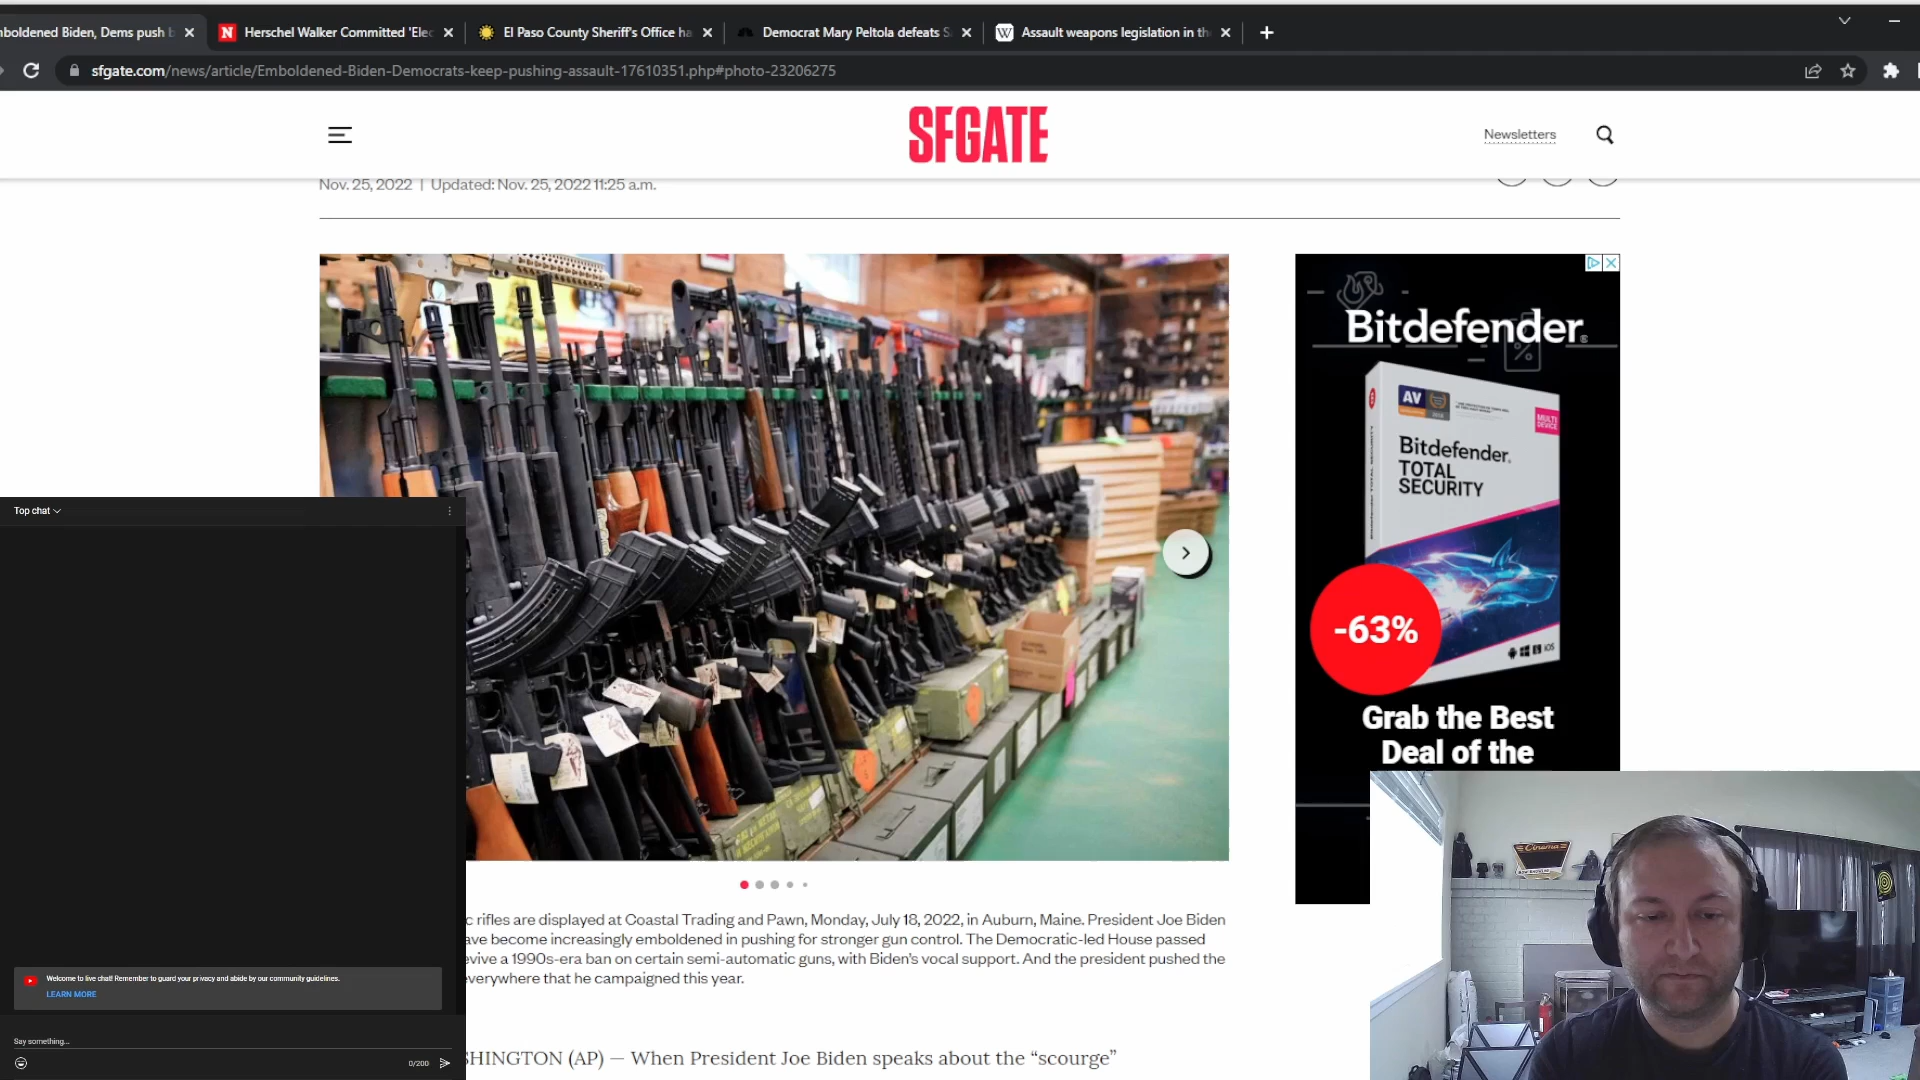 mboldened Biden, Dems push b
Herschel Walker Committed 'Elec
El Paso County Sheriff's Office ha
Democrat Mary Peltola defeats S
Assault weapons legislation in th
sfgate.com/news/article/Emboldened-Biden-Democrats-keep-pushing-assault-17610351.php#photo-23206275
SFGATE
Newsletters
Nov. 25, 2022 | Updated: Nov. 25, 2022 11:25 a.m.
Bitdefender
AV
MULTI DEVICE
Bitdefender
TOTAL
SECURITY
iOS
-63%
Grab the Best
Deal of the
Top chat
c rifles are displayed at Coastal Trading and Pawn, Monday, July 18, 2022, in Auburn, Maine. President Joe Biden
ave become increasingly emboldened in pushing for stronger gun control. The Democratic-led House passed
evive a 1990s-era ban on certain semi-automatic guns, with Biden's vocal support. And the president pushed the
everywhere that he campaigned this year.
Welcome to live chat! Remember to guard your privacy and abide by our community guidelines.
LEARN MORE
Say something...
0/200
SHINGTON (AP) — When President Joe Biden speaks about the “scourge”
Cinema